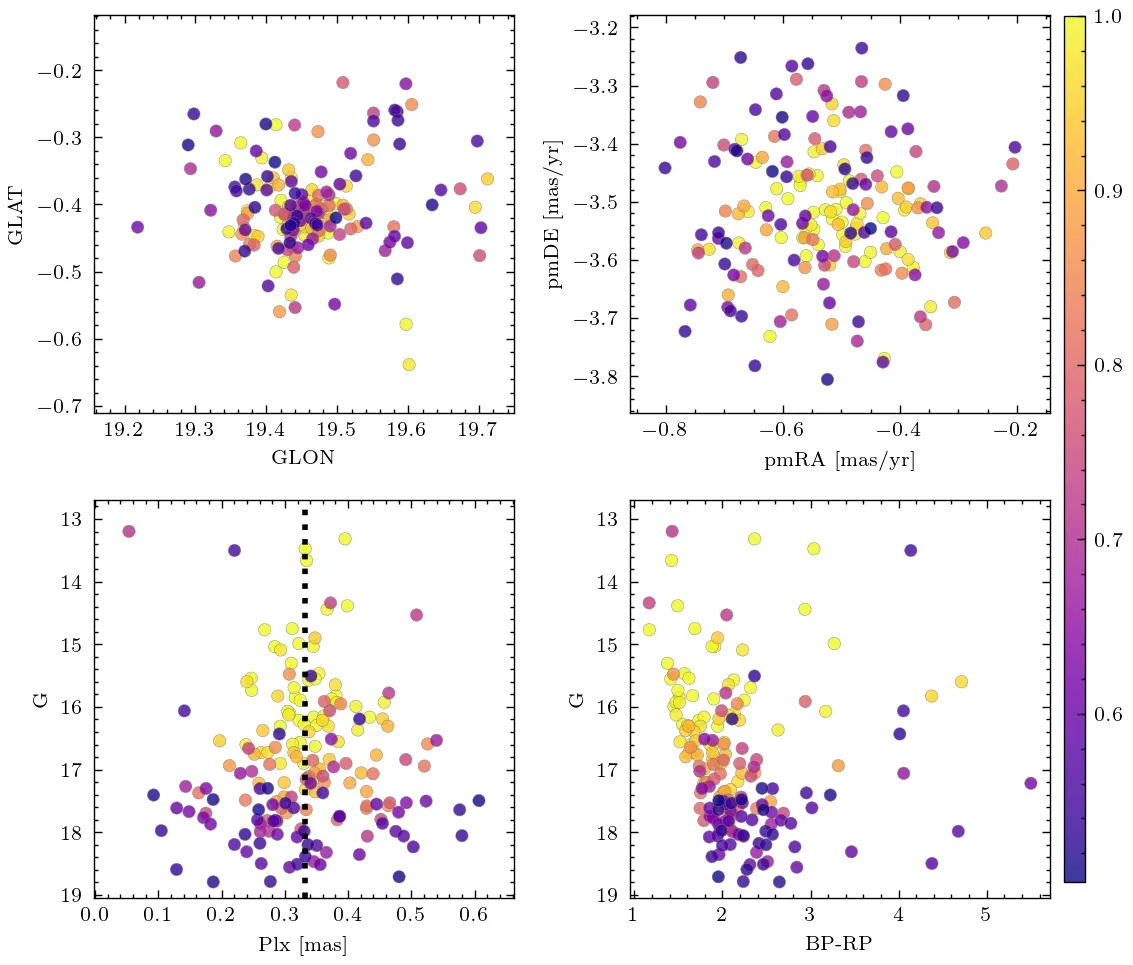 −0.2
−0.3
−0.4
−0.5
−0.6
−0.7
GLAT
19.2 19.3 19.4 19.5 19.6 19.7
GLON
−3.2
−3.3
−3.4
−3.5
−3.6
−3.7
−3.8
pmDE [mas/yr]
−0.8 −0.6 −0.4 −0.2
pmRA [mas/yr]
13
14
15
16
17
18
19
G
0.0 0.1 0.2 0.3 0.4 0.5 0.6
Plx [mas]
13
14
15
16
17
18
19
G
1 2 3 4 5
BP-RP
1.0
0.9
0.8
0.7
0.6